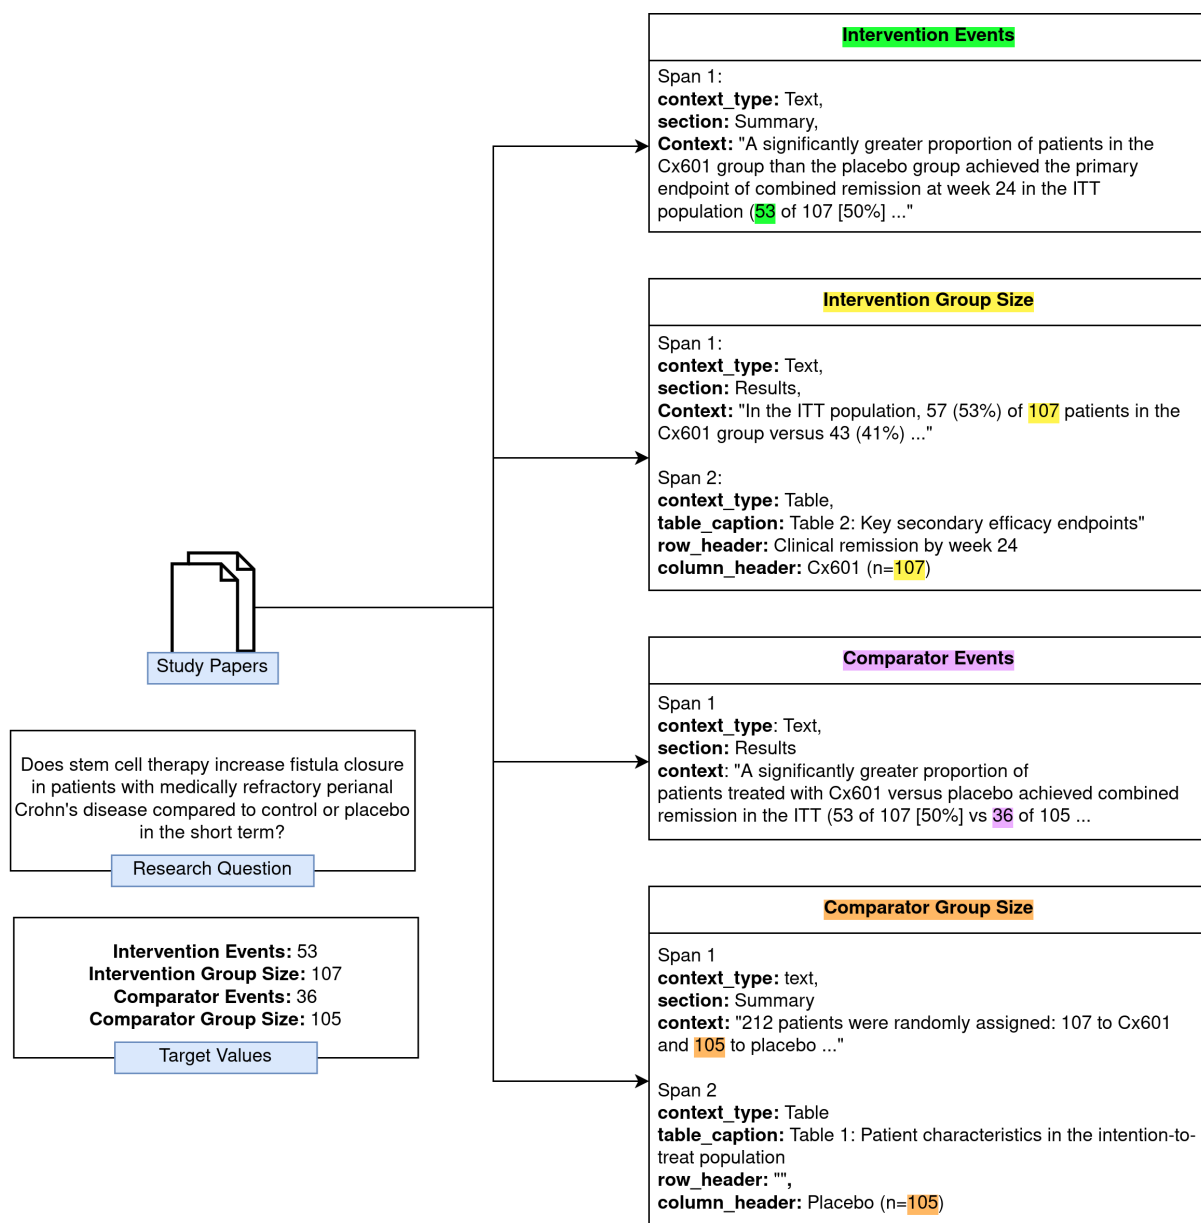 Intervention Events
Span 1:
context_type: Text,
section: Summary,
Context: "A significantly greater proportion of patients in the
Cx601 group than the placebo group achieved the primary
endpoint of combined remission at week 24 in the ITT
population (53 of 107 [50%] ..."
Intervention Group Size
Span 1:
context_type: Text,
section: Results,
Context: "In the ITT population, 57 (53%) of 107 patients in the
Cx601 group versus 43 (41%) ..."
Span 2:
context_type: Table,
table_caption: Table 2: Key secondary efficacy endpoints"
row_header: Clinical remission by week 24
column_header: Cx601 (n=107)
Study Papers
Comparator Events
Span 1
context_type: Text,
section: Results
context: "A significantly greater proportion of
patients treated with Cx601 versus placebo achieved combined
remission in the ITT (53 of 107 [50%] vs 36 of 105 ...
Does stem cell therapy increase fistula closure
in patients with medically refractory perianal
Crohn's disease compared to control or placebo
in the short term?
Research Question
Comparator Group Size
Span 1
context_type: text,
section: Summary
context: "212 patients were randomly assigned: 107 to Cx601
and 105 to placebo ..."
Span 2
context_type: Table
table_caption: Table 1: Patient characteristics in the intention-to-
treat population
row_header: "",
column_header: Placebo (n=105)
Intervention Events: 53
Intervention Group Size: 107
Comparator Events: 36
Comparator Group Size: 105
Target Values